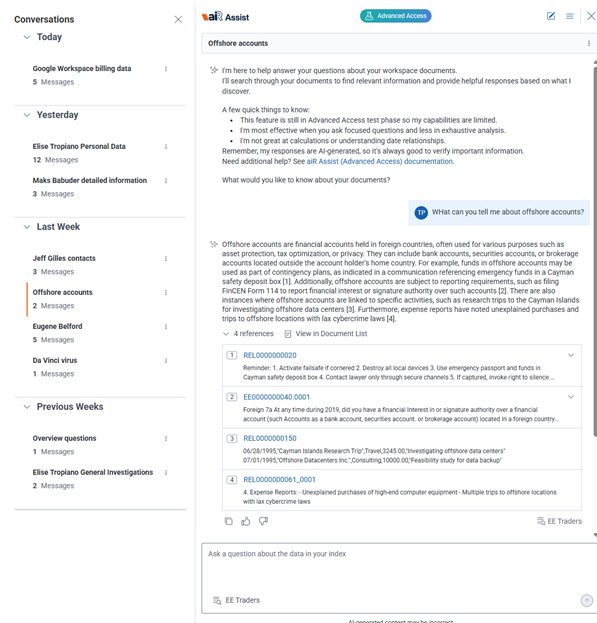 Conversations
Today
Google Workspace billing data
5 Messages
Yesterday
Elise Tropiano Personal Data
12 Messages
Maks Babuder detailed information
3 Messages
Last Week
Jeff Gilles contacts
3 Messages
Offshore accounts
2 Messages
Eugene Belford
5 Messages
Da Vinci virus
1 Messages
Previous Weeks
Overview questions
1 Messages
Elise Tropiano General Investigations
2 Messages
aiR Assist
Advanced Access
Offshore accounts
I'm here to help answer your questions about your workspace documents.
I'll search through your documents to find relevant information and provide helpful responses based on what I
discover.
A few quick things to know:
• This feature is still in Advanced Access test phase so my capabilities are limited.
• I'm most effective when you ask focused questions and less in exhaustive analysis.
• I'm not great at calculations or understanding date relationships.
Remember, my responses are AI-generated, so it's always good to verify important information.
Need additional help? See aiR Assist (Advanced Access) documentation.
What would you like to know about your documents?
TP WHat can you tell me about offshore accounts?
Offshore accounts are financial accounts held in foreign countries, often used for various purposes such as
asset protection, tax optimization, or privacy. They can include bank accounts, securities accounts, or brokerage
accounts located outside the account holder's home country. For example, funds in offshore accounts may be
used as part of contingency plans, as indicated in a communication referencing emergency funds in a Cayman
safety deposit box [1]. Additionally, offshore accounts are subject to reporting requirements, such as filing
FinCEN Form 114 to report financial interest or signature authority over such accounts [2]. There are also
instances where offshore accounts are linked to specific activities, such as research trips to the Cayman Islands
for investigating offshore data centers [3]. Furthermore, expense reports have noted unexplained purchases and
trips to offshore locations with lax cybercrime laws [4].
4 references View in Document List
1 REL0000000020
Reminder: 1. Activate failsafe if cornered 2. Destroy all local devices 3. Use emergency passport and funds in
Cayman safety deposit box 4. Contact lawyer only through secure channels 5. If captured, invoke right to silence....
2 EE0000000040.0001
Foreign 7a At any time during 2019, did you have a financial Interest in or signature authority over a financial
account (such Accounts as a bank account, securities account. or brokerage account) located In a foreign country...
3 REL0000000150
06/28/1995,"Cayman Islands Research Trip",Travel,3245.00,"Investigating offshore data centers"
07/01/1995,"Offshore Datacenters Inc.",Consulting,10000.00,"Feasibility study for data backup"
4 REL0000000061_0001
4. Expense Reports: - Unexplained purchases of high-end computer equipment - Multiple trips to offshore locations
with lax cybercrime laws
EE Traders
Ask a question about the data in your index
EE Traders
AI-generated content may be incorrect.